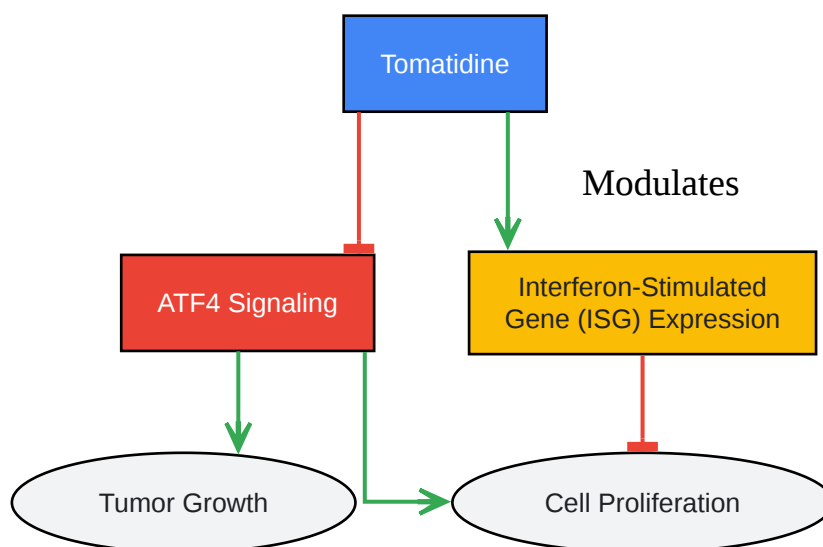 Tomatidine
Modulates
ATF4 Signaling
Interferon-Stimulated
Gene (ISG) Expression
Tumor Growth
Cell Proliferation